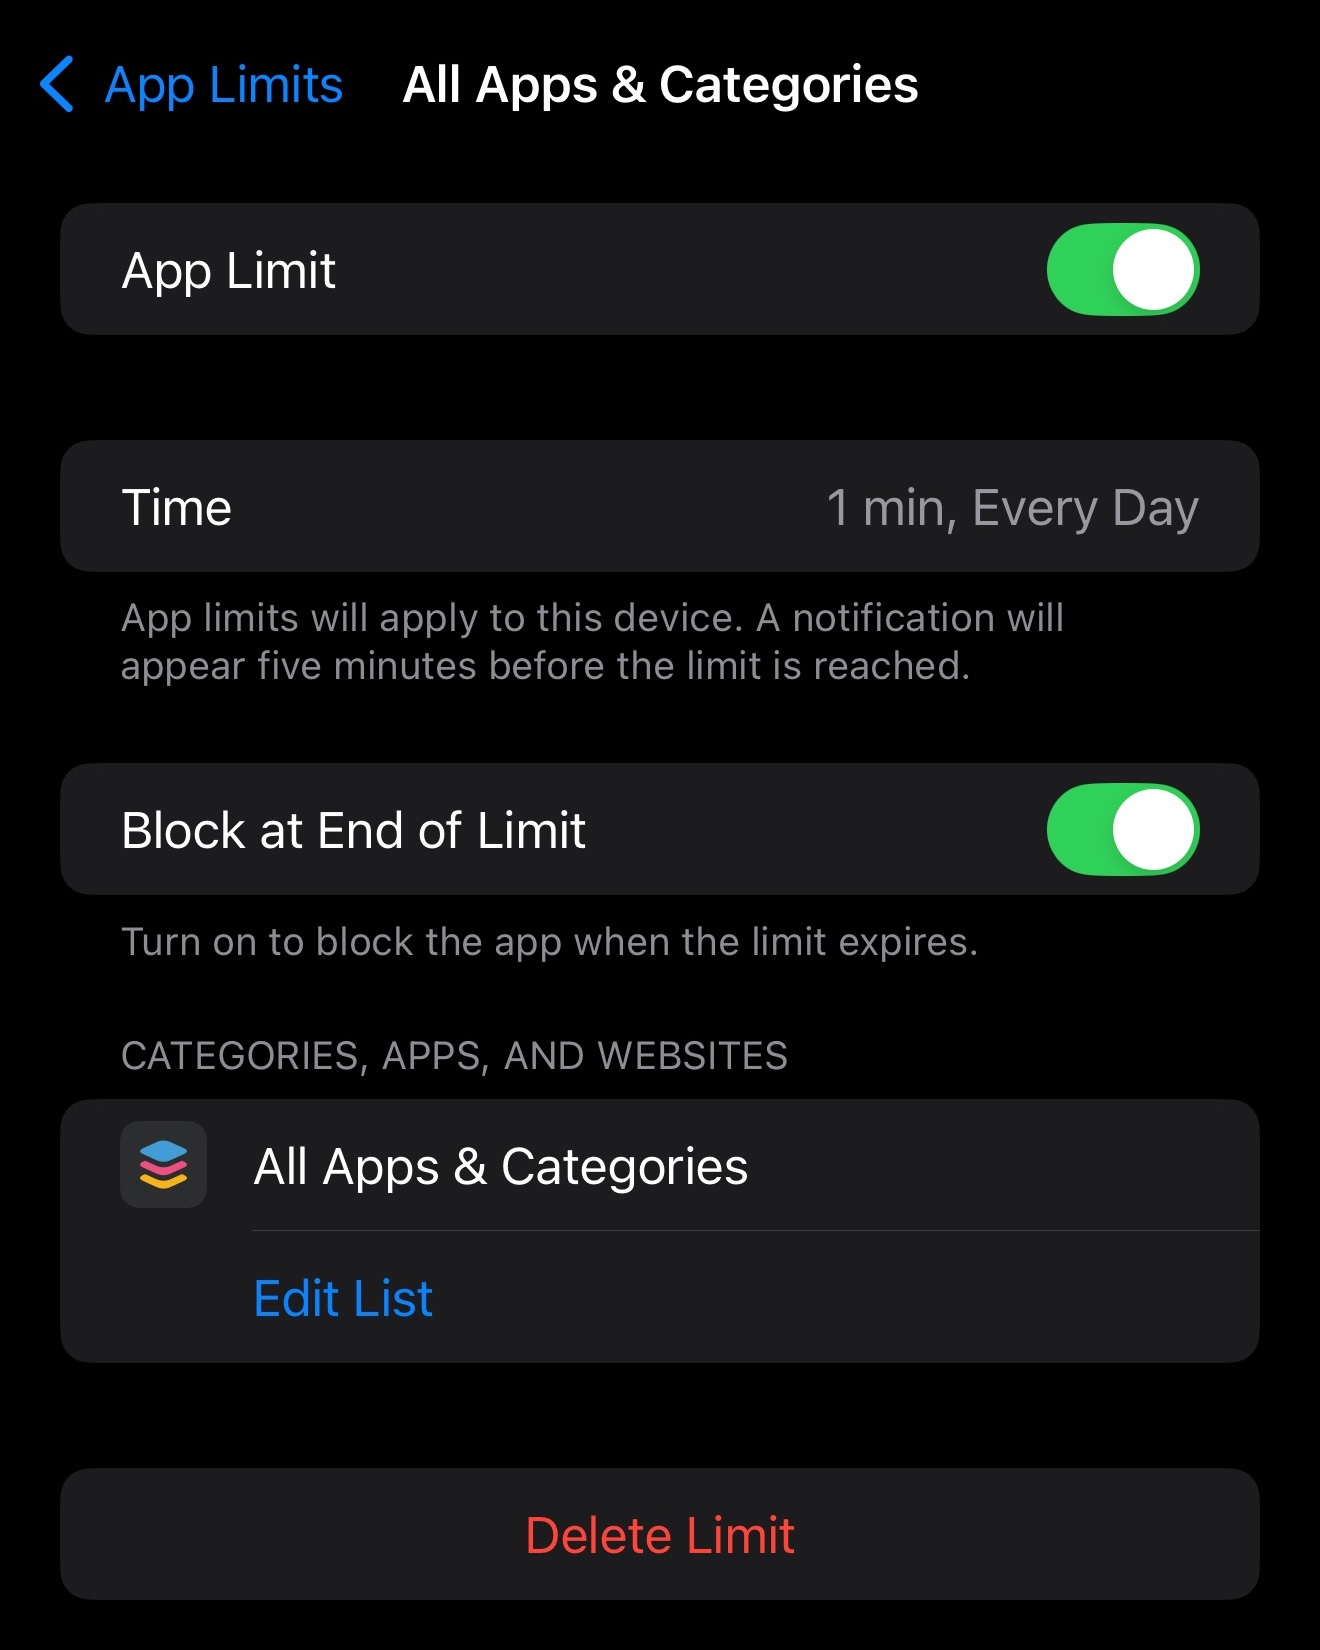 App Limits All Apps & Categories
App Limit
Time 1 min, Every Day
App limits will apply to this device. A notification will
appear five minutes before the limit is reached.
Block at End of Limit
Turn on to block the app when the limit expires.
CATEGORIES, APPS, AND WEBSITES
All Apps & Categories
Edit List
Delete Limit